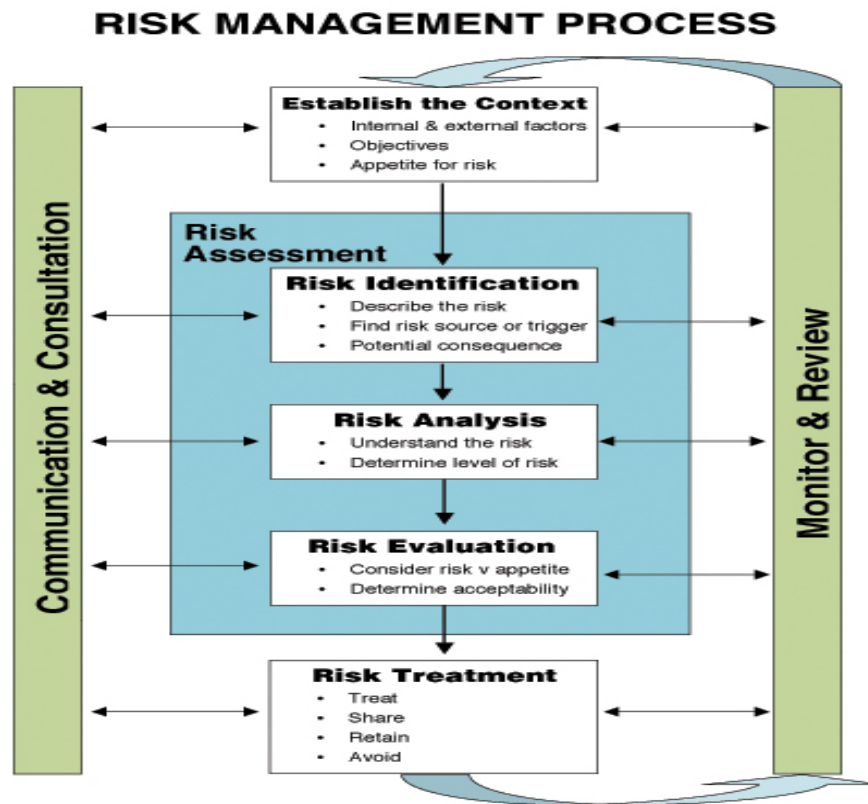 RISK MANAGEMENT PROCESS
Communication & Consultation
Establish the Context
• Internal & external factors
• Objectives
• Appetite for risk
Risk
Assessment
Risk Identification
• Describe the risk
• Find risk source or trigger
• Potential consequence
Risk Analysis
• Understand the risk
• Determine level of risk
Risk Evaluation
• Consider risk v appetite
• Determine acceptability
Risk Treatment
• Treat
• Share
• Retain
• Avoid
Monitor & Review